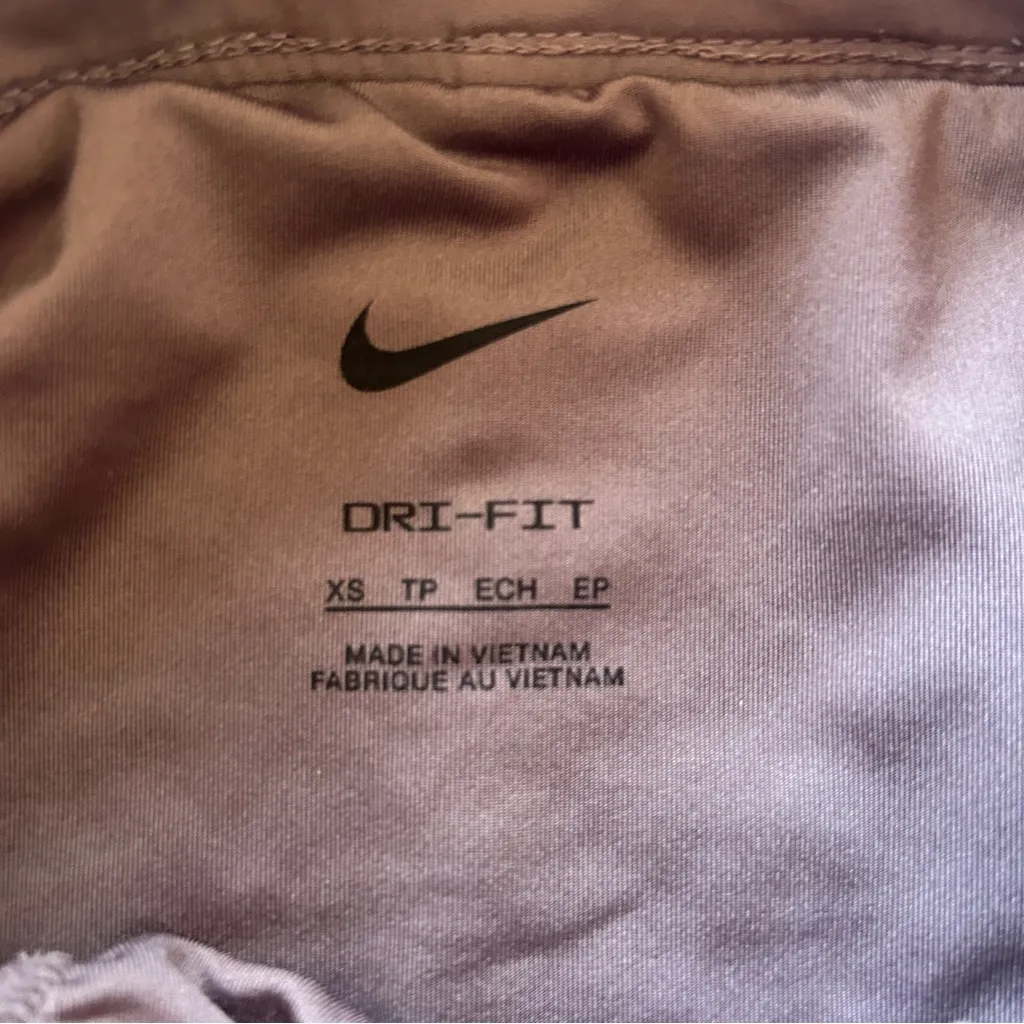 DRI-FIT
XS TP ECH EP
MADE IN VIETNAM
FABRIQUE AU VIETNAM